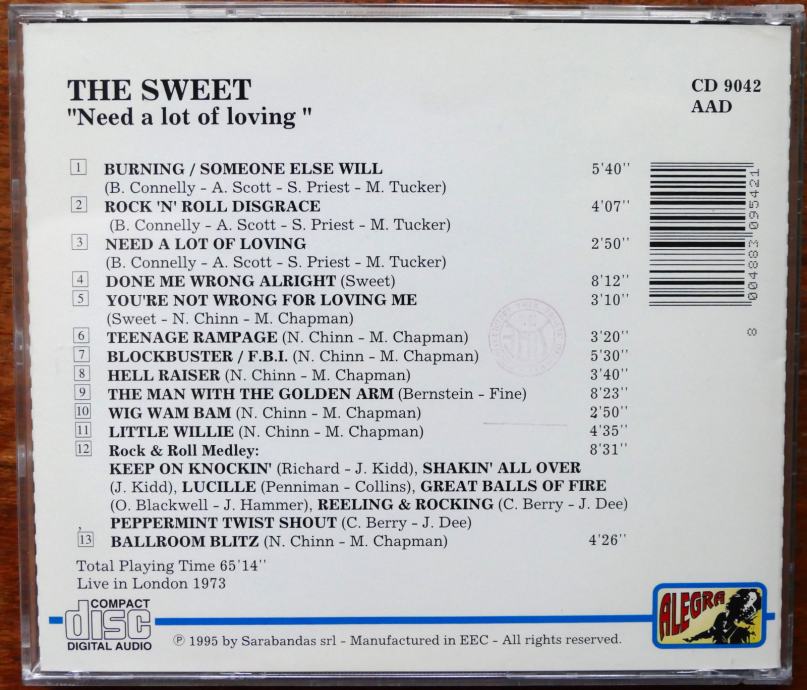 THE SWEET
"Need a lot of loving "
CD 9042
AAD
1 BURNING / SOMEONE ELSE WILL 5'40''
(B. Connelly - A. Scott - S. Priest - M. Tucker)
2 ROCK 'N' ROLL DISGRACE 4'07''
(B. Connelly - A. Scott - S. Priest - M. Tucker)
3 NEED A LOT OF LOVING 2'50''
(B. Connelly - A. Scott - S. Priest - M. Tucker)
4 DONE ME WRONG ALRIGHT (Sweet) 8'12''
5 YOU'RE NOT WRONG FOR LOVING ME 3'10''
(Sweet - N. Chinn - M. Chapman)
6 TEENAGE RAMPAGE (N. Chinn - M. Chapman) 3'20''
7 BLOCKBUSTER / F.B.I. (N. Chinn - M. Chapman) 5'30''
8 HELL RAISER (N. Chinn - M. Chapman) 3'40''
9 THE MAN WITH THE GOLDEN ARM (Bernstein - Fine) 8'23''
10 WIG WAM BAM (N. Chinn - M. Chapman) 2'50''
11 LITTLE WILLIE (N. Chinn - M. Chapman) 4'35''
12 Rock & Roll Medley: 8'31''
KEEP ON KNOCKIN' (Richard - J. Kidd), SHAKIN' ALL OVER
(J. Kidd), LUCILLE (Penniman - Collins), GREAT BALLS OF FIRE
(O. Blackwell - J. Hammer), REELING & ROCKING (C. Berry - J. Dee)
, PEPPERMINT TWIST SHOUT (C. Berry - J. Dee)
13 BALLROOM BLITZ (N. Chinn - M. Chapman) 4'26''
8 004883 095421
Total Playing Time 65'14''
Live in London 1973
COMPACT
disc
DIGITAL AUDIO
℗ 1995 by Sarabandas srl - Manufactured in EEC - All rights reserved.
ALEGRA